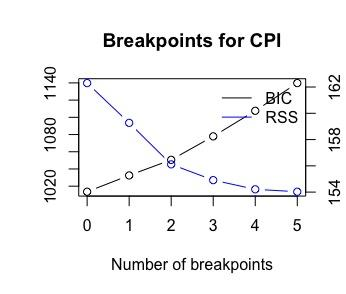 Breakpoints for CPI
1140
1080
1020
162
158
154
BIC
RSS
0 1 2 3 4 5
Number of breakpoints